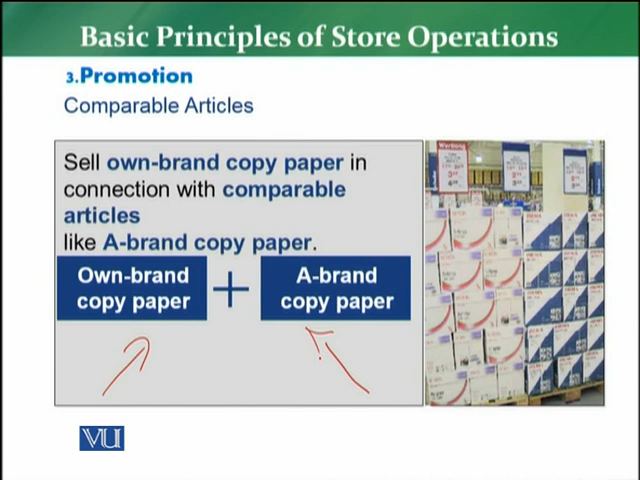 Basic Principles of Store Operations
3.Promotion
Comparable Articles
Sell own-brand copy paper in
connection with comparable
articles
like A-brand copy paper.
Own-brand
copy paper
+
A-brand
copy paper
Werbung
VU